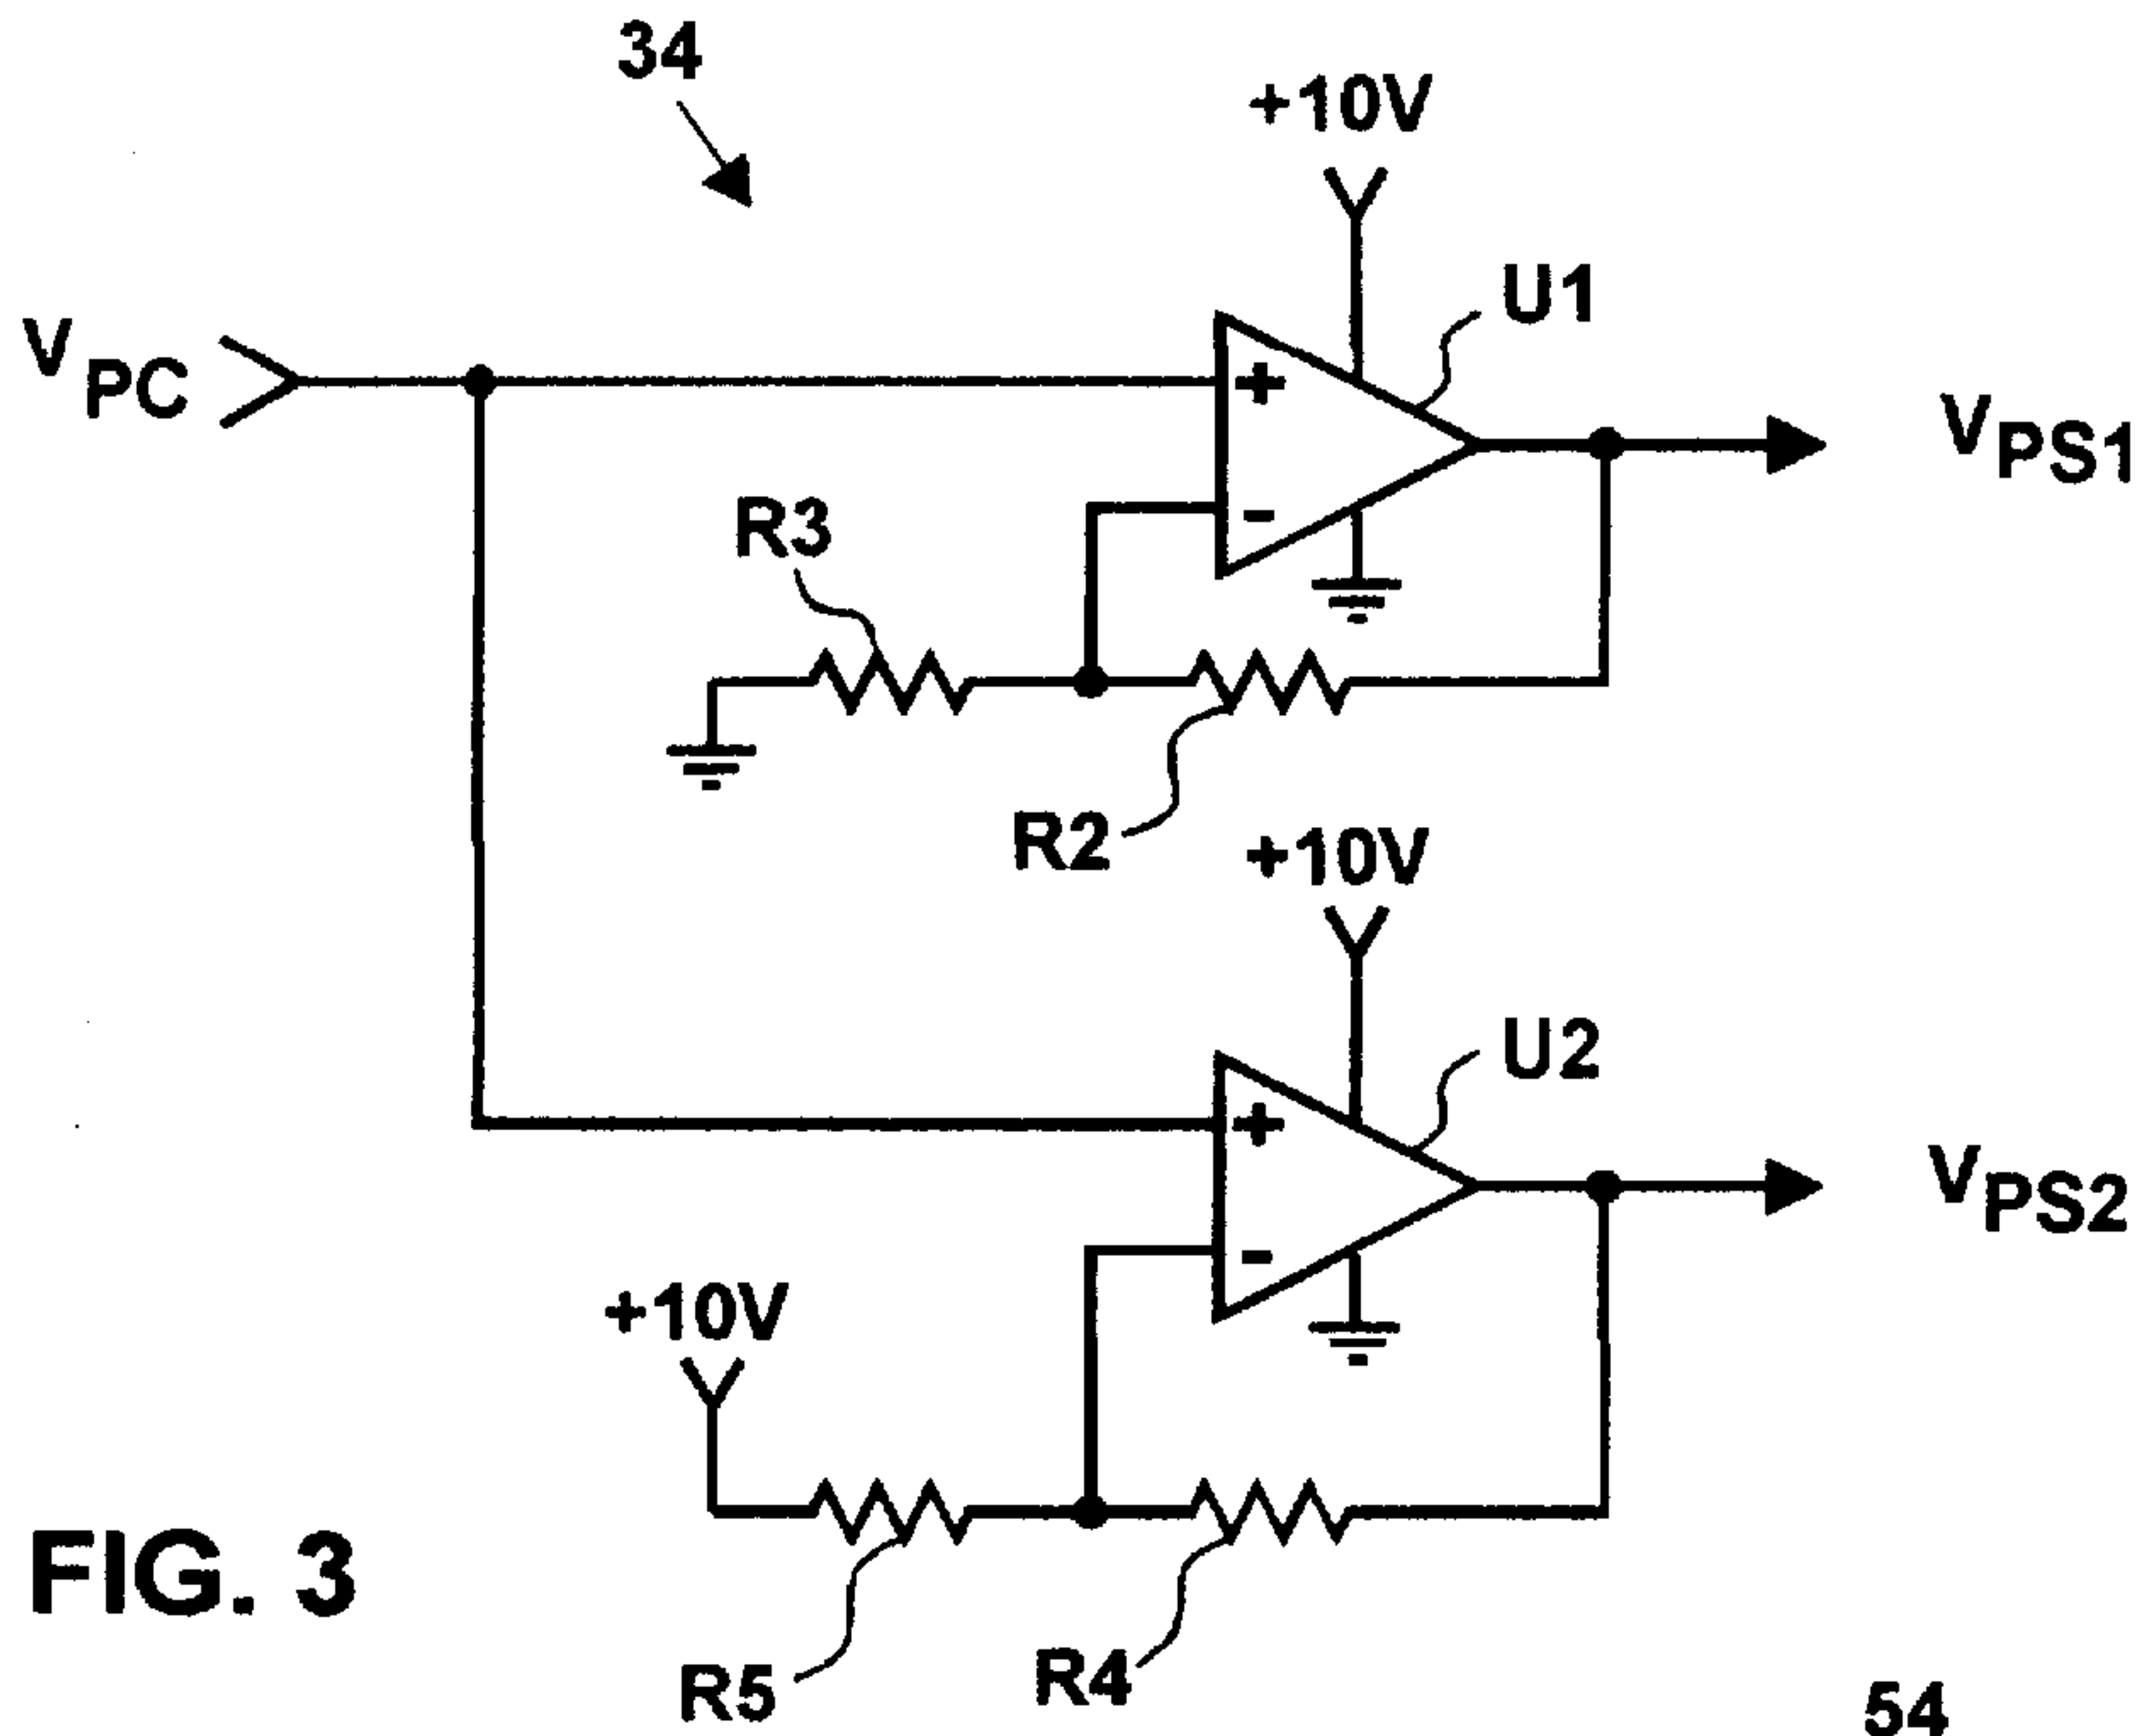 34
+10V
U1
VPC
VPS1
+
-
R3
R2
+10V
U2
+
VPS2
-
+10V
FIG. 3
R5
R4
54